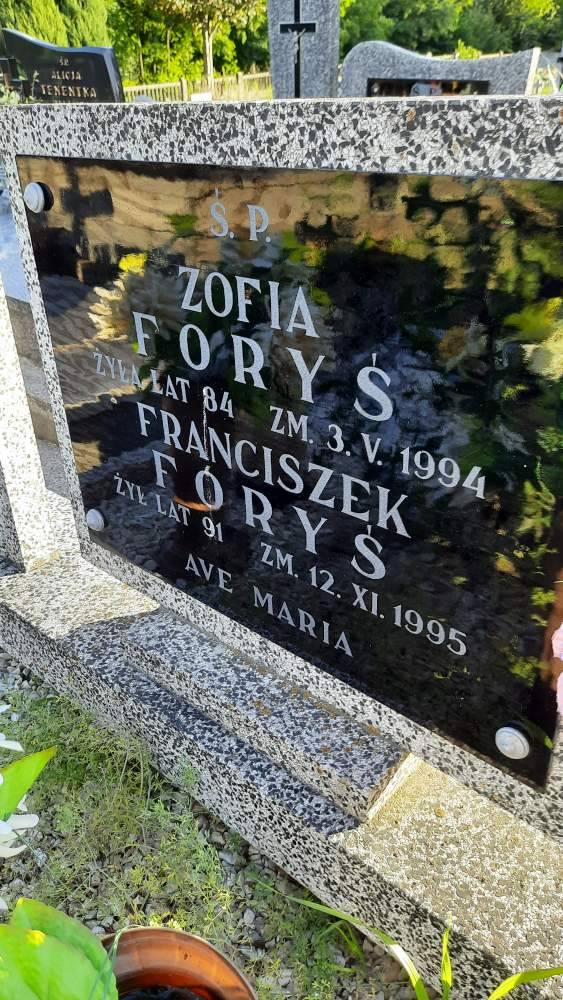 ŚP.
ALICJA
TENENTKA
Ś. P.
ZOFIA
FORYŚ
ŻYŁA LAT 84 ZM. 3. V. 1994
FRANCISZEK
FORYŚ
ŻYŁ LAT 91 ZM. 12. XI. 1995
AVE MARIA